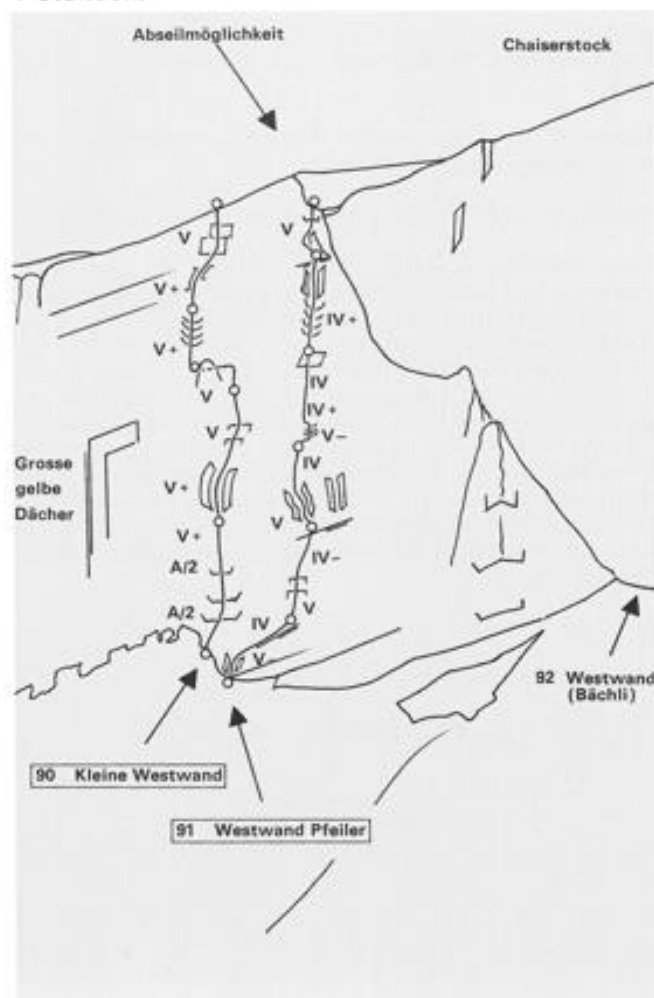 Abseilmöglichkeit
Chaiserstock
V
V
V+
IV+
V+
IV
V
IV+
V-
V
IV
Grosse
gelbe
Dächer
V+
V
V+
IV-
A/2
V
A/2
IV
V-
92 Westwand
(Bächli)
90 Kleine Westwand
91 Westwand Pfeiler